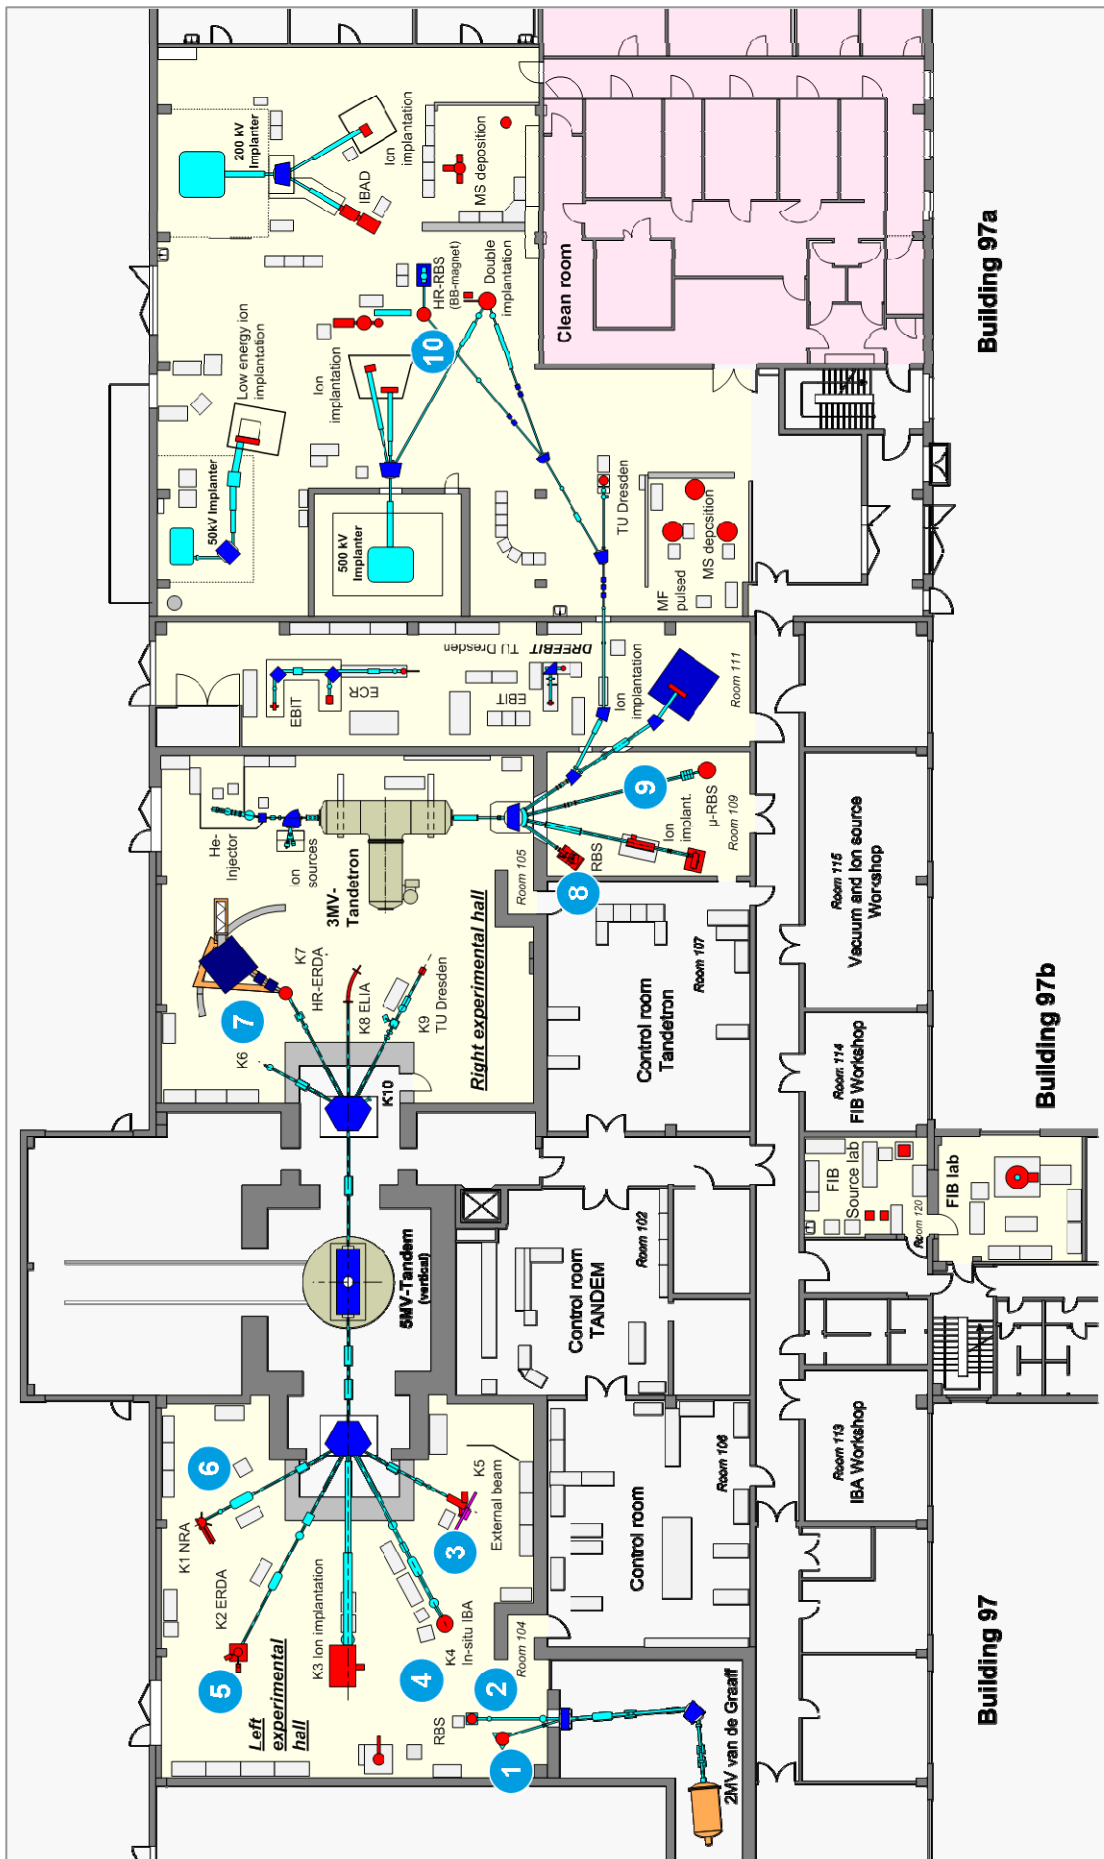 200 kV
Implanter
Ion
implantation
IBAD
MS deposition
HR-RBS
(BB-magnet)
Double
implantation
Clean room
Building 97a
Low energy ion
implantation
50kV Implanter
Ion
implantation
10
500 kV
Implanter
TU Dresden
MF
pulsed
MS deposition
EBIT
ECR
TU Dresden
DREEBIT
EBIT
Ion
implantation
Room 111
He-
Injector
Ion
sources
3MV-
Tandetron
Room 105
8
RBS
Ion
implant.
9
µ-RBS
Room 109
7
K6
K7
HR-ERDA
K8 ELIA
K9
TU Dresden
K10
Right experimental hall
Control room
Tandetron
Room 107
Room 115
Vacuum and Ion source
Workshop
Room 114
FIB Workshop
Building 97b
5MV-Tandem
(vertical)
Control room
TANDEM
Room 102
FIB
Source lab
Room 120
FIB lab
6
K1 NRA
K2 ERDA
5
K3 Ion implantation
K4
In-situ IBA
4
K5
External beam
3
Left
experimental
hall
Room 104
RBS
2
1
Control room
Room 106
Room 113
IBA Workshop
2MV van de Graaff
Building 97